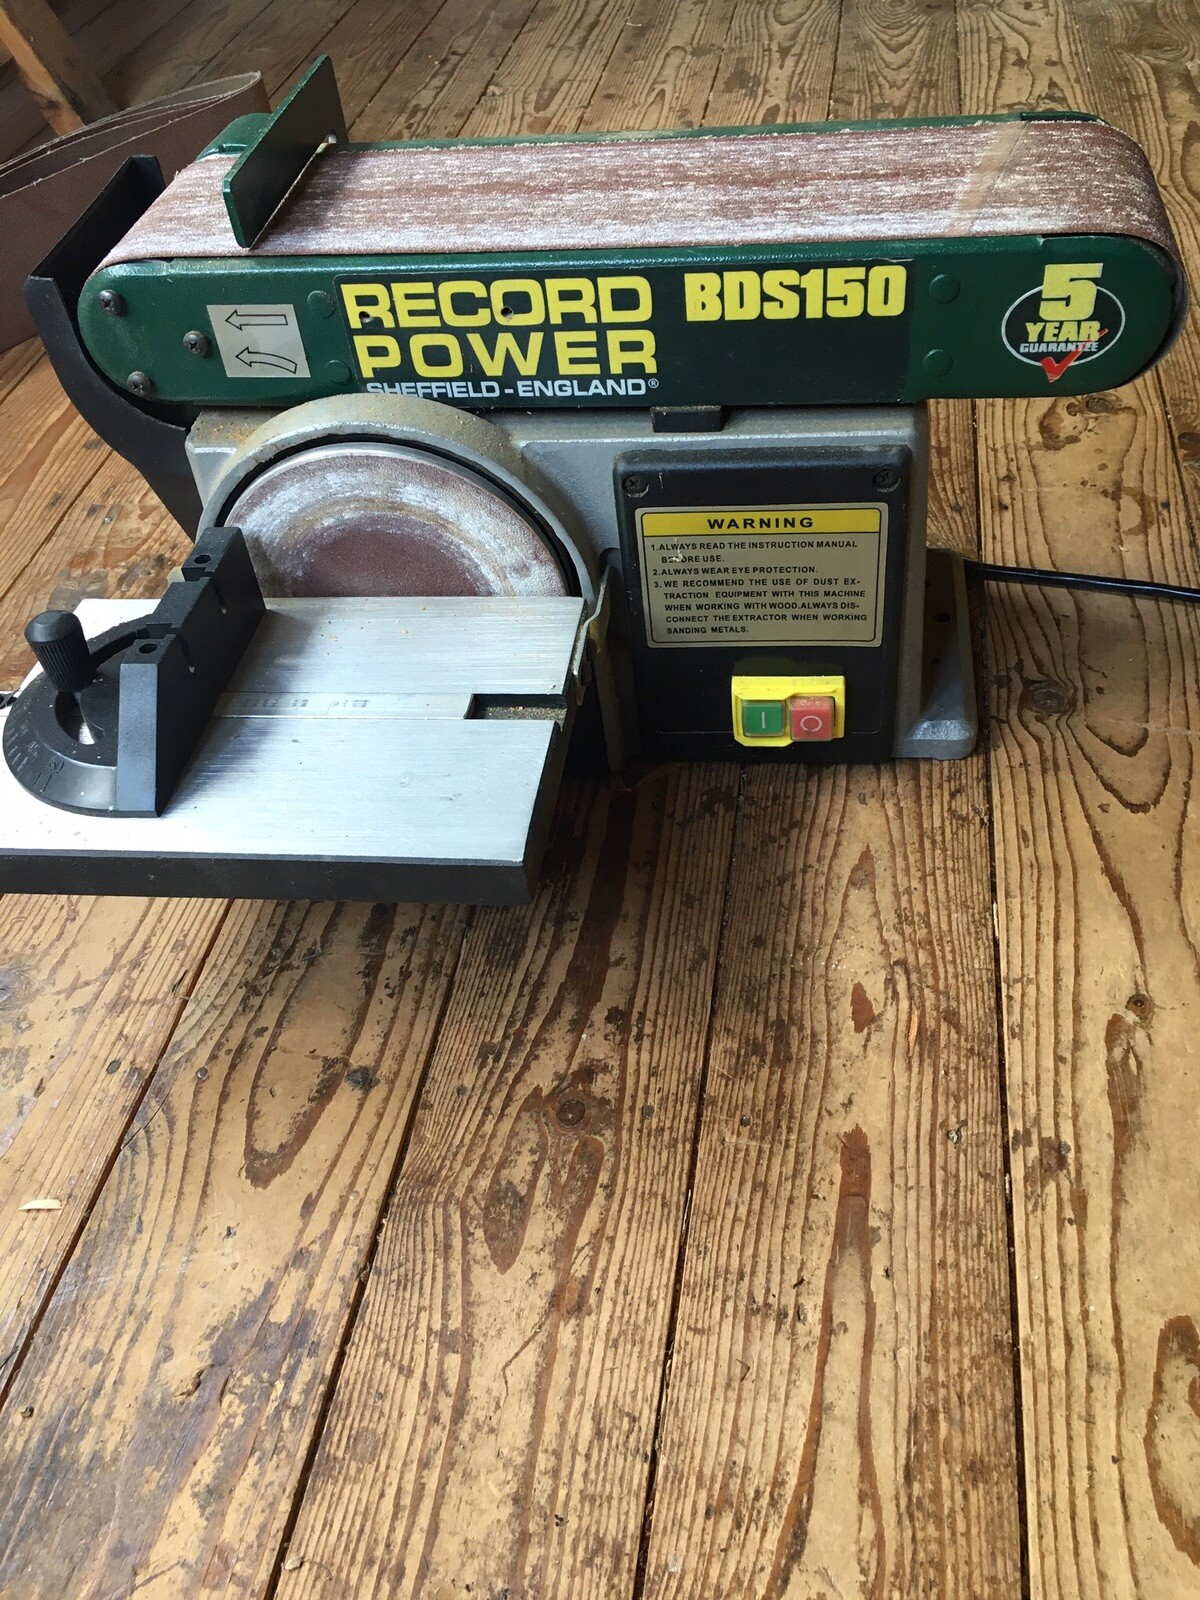 RECORD
POWER
SHEFFIELD-ENGLAND®
BDS150
5
YEAR
GUARANTEE
WARNING
1.ALWAYS READ THE INSTRUCTION MANUAL
BEFORE USE.
2.ALWAYS WEAR EYE PROTECTION.
3. WE RECOMMEND THE USE OF DUST EX-
TRACTION EQUIPMENT WITH THIS MACHINE
WHEN WORKING WITH WOOD.ALWAYS DIS-
CONNECT THE EXTRACTOR WHEN WORKING
SANDING METALS.
I O